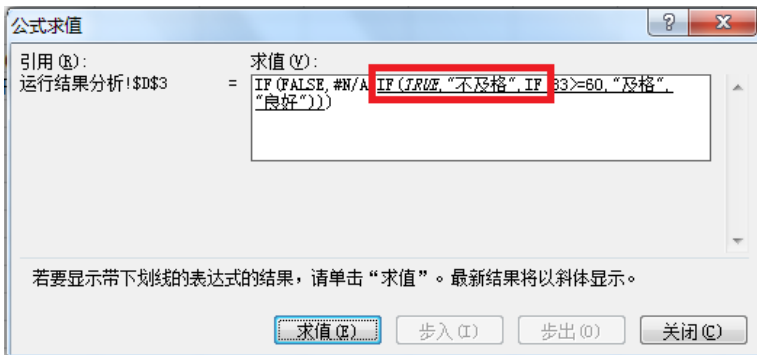 公式求值
引用(R): 求值(V):
运行结果分析!$D$3 = IF(FALSE,#N/A,IF(TRUE,"不及格",IF(83>=60,"及格",
"良好")))
若要显示带下划线的表达式的结果，请单击“求值”。最新结果将以斜体显示。
求值(E) 步入(I) 步出(O) 关闭(C)